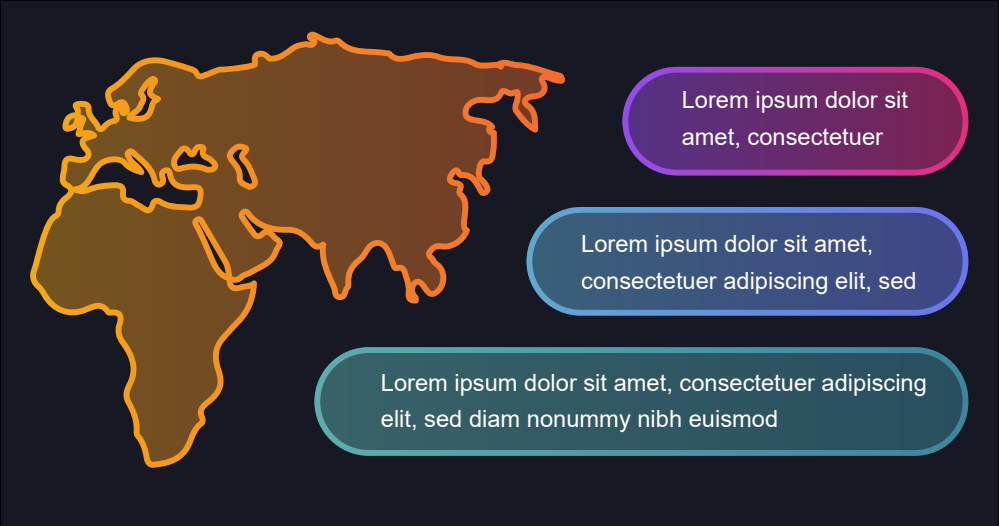 Lorem ipsum dolor sit
amet, consectetuer
Lorem ipsum dolor sit amet,
consectetuer adipiscing elit, sed
Lorem ipsum dolor sit amet, consectetuer adipiscing
elit, sed diam nonummy nibh euismod